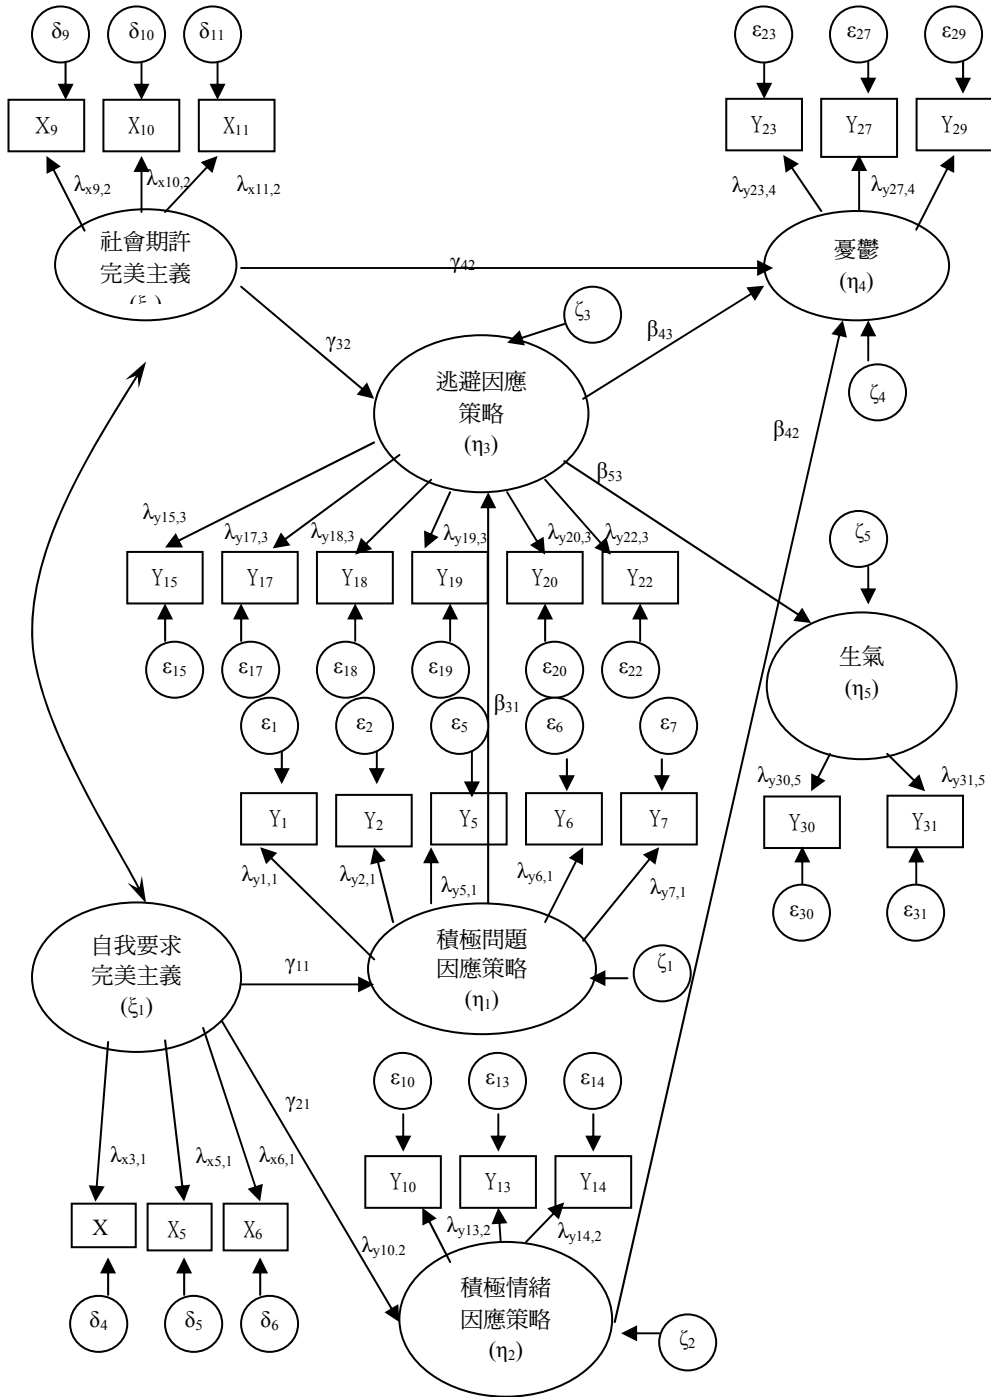 δ9 δ10 δ11
ε23 ε27 ε29
X9 X10 X11
Y23 Y27 Y29
λx9,2 λx10,2 λx11,2
λy23,4 λy27,4
社會期許
完美主義
γ42
憂鬱
(η4)
ζ3
γ32
β43
逃避因應
策略
(η3)
ζ4
β42
β53
λy15,3 λy17,3 λy18,3 λy19,3 λy20,3 λy22,3
ζ5
Y15 Y17 Y18 Y19 Y20 Y22
ε15 ε17 ε18 ε19 ε20 ε22
生氣
(η5)
β31
ε1 ε2 ε5 ε6 ε7
λy30,5 λy31,5
Y1 Y2 Y5 Y6 Y7
Y30 Y31
λy1,1 λy2,1 λy5,1 λy6,1 λy7,1
ε30 ε31
自我要求
完美主義
(ξ1)
γ11
積極問題
因應策略
(η1)
ζ1
ε10 ε13 ε14
γ21
λx3,1 λx5,1 λx6,1
Y10 Y13 Y14
X X5 X6
λy10.2 λy13,2 λy14,2
積極情緒
因應策略
(η2)
δ4 δ5 δ6
ζ2